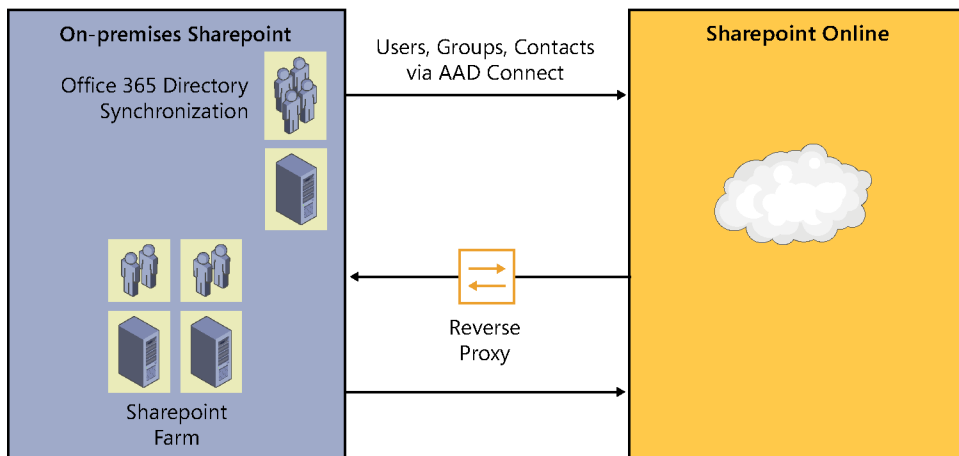 On-premises Sharepoint
Office 365 Directory
Synchronization
Sharepoint
Farm
Users, Groups, Contacts
via AAD Connect
Reverse
Proxy
Sharepoint Online